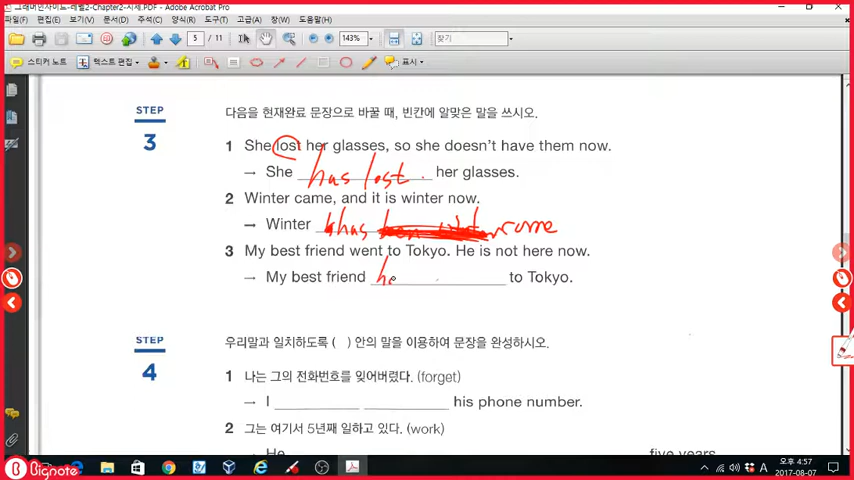 그래머인사이트-레벨2-Chapter2-시제.PDF - Adobe Acrobat Pro
파일(F) 편집(E) 보기(V) 문서(D) 주석(C) 양식(R) 도구(T) 고급(A) 창(W) 도움말(H)
5 / 11 143% 찾기
스티커 노트 텍스트 편집 표시
STEP 3
다음을 현재완료 문장으로 바꿀 때, 빈칸에 알맞은 말을 쓰시오.
1 She lost her glasses, so she doesn't have them now.
→ She has lost her glasses.
2 Winter came, and it is winter now.
→ Winter has come
3 My best friend went to Tokyo. He is not here now.
→ My best friend ha to Tokyo.
STEP 4
우리말과 일치하도록 ( ) 안의 말을 이용하여 문장을 완성하시오.
1 나는 그의 전화번호를 잊어버렸다. (forget)
→ I his phone number.
2 그는 여기서 5년째 일하고 있다. (work)
He five years
Bignote
A 오후 4:57
2017-08-07